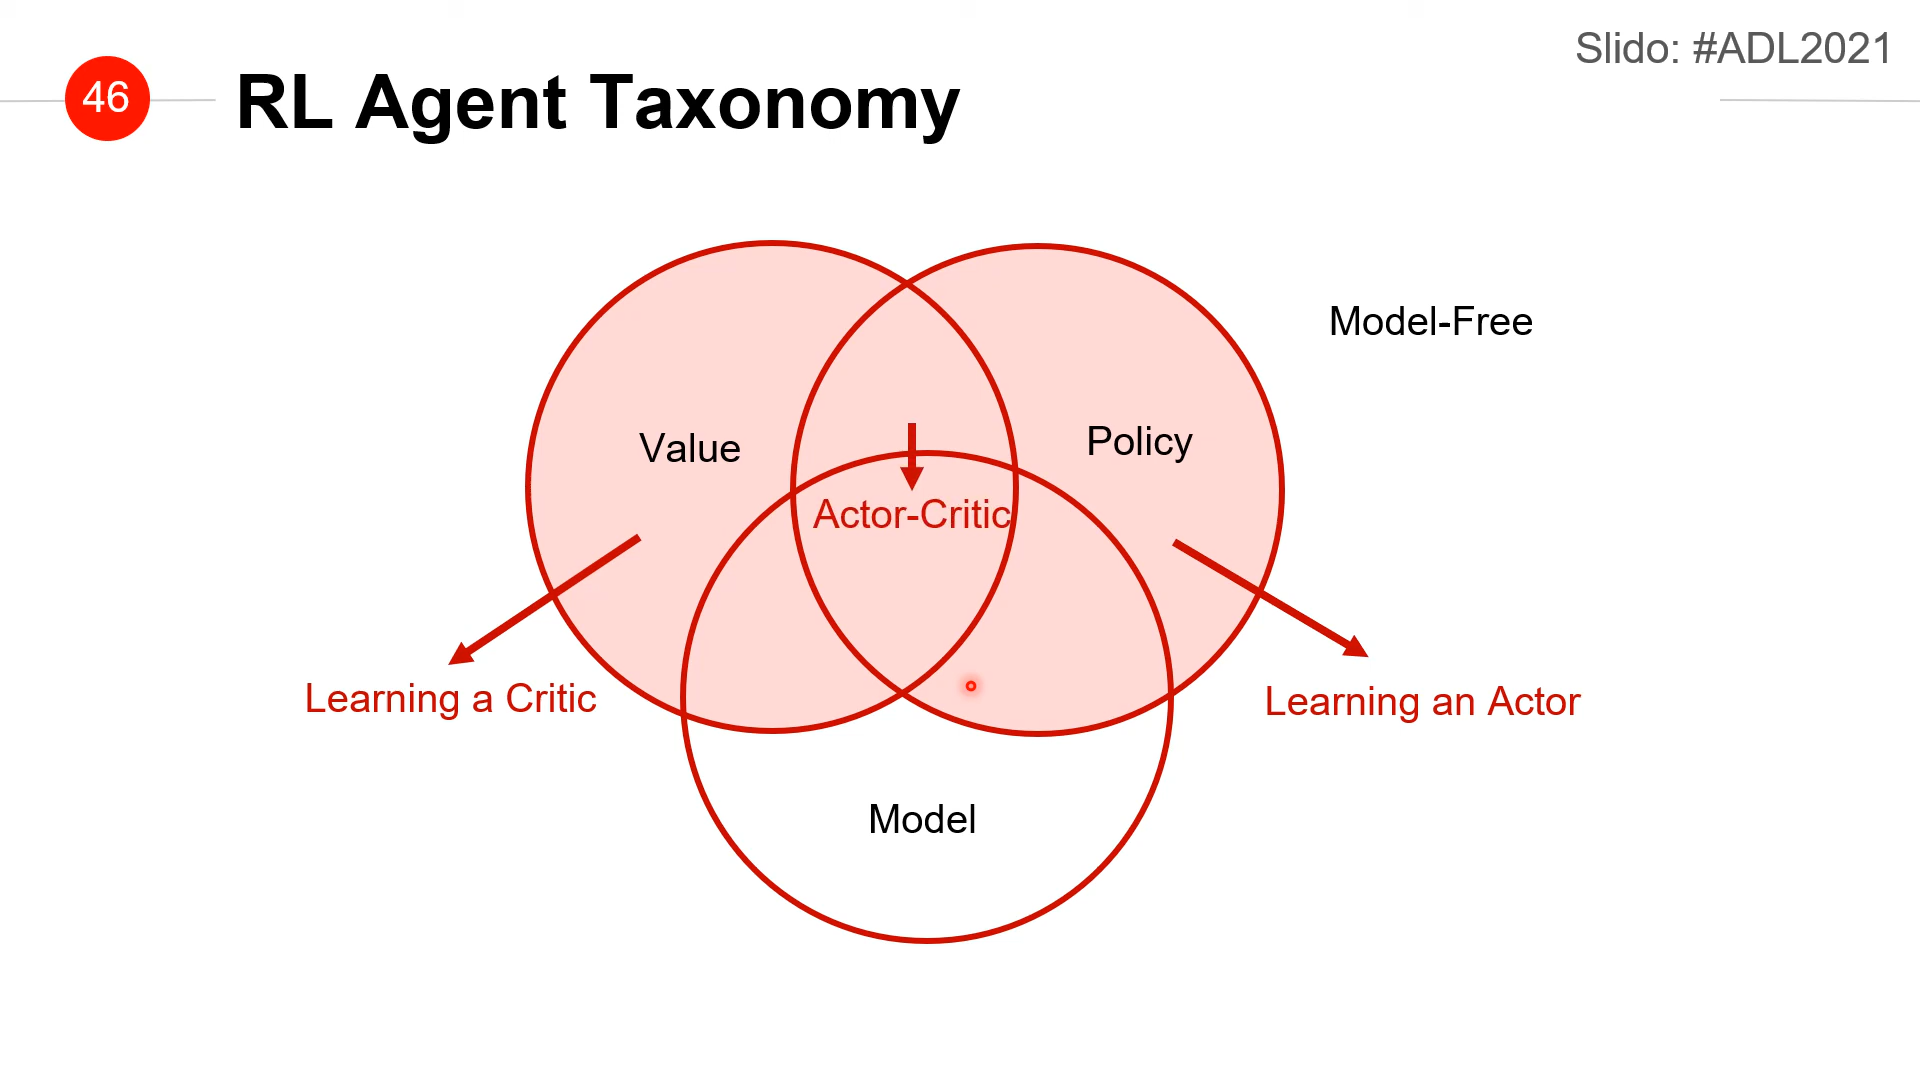 Slido: #ADL2021
46
RL Agent Taxonomy
Model-Free
Value
Policy
Actor-Critic
Learning a Critic
Learning an Actor
Model